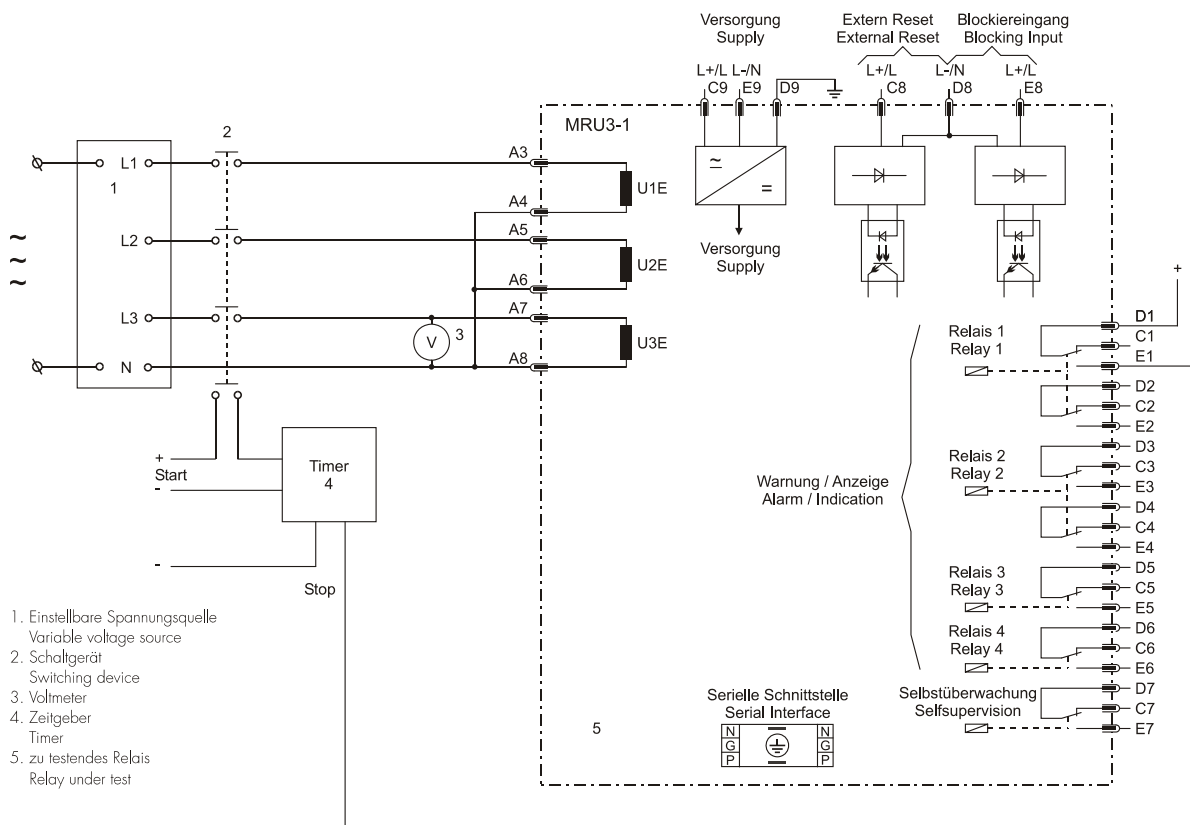 Versorgung
Supply
Extern Reset
External Reset
Blockiereingang
Blocking Input
L+/L
C9
L-/N
E9
D9
L+/L
C8
L-/N
D8
L+/L
E8
MRU3-1
2
1
L1
L2
L3
N
~
~
~
A3
A4
A5
A6
A7
A8
U1E
U2E
U3E
V
3
~
=
Versorgung
Supply
+
Start
-
-
Timer
4
Stop
Warnung / Anzeige
Alarm / Indication
Relais 1
Relay 1
Relais 2
Relay 2
Relais 3
Relay 3
Relais 4
Relay 4
Selbstüberwachung
Selfsupervision
+
D1
C1
E1
D2
C2
E2
D3
C3
E3
D4
C4
E4
D5
C5
E5
D6
C6
E6
D7
C7
E7
Serielle Schnittstelle
Serial Interface
N
G
P
N
G
P
5
1. Einstellbare Spannungsquelle
Variable voltage source
2. Schaltgerät
Switching device
3. Voltmeter
4. Zeitgeber
Timer
5. zu testendes Relais
Relay under test